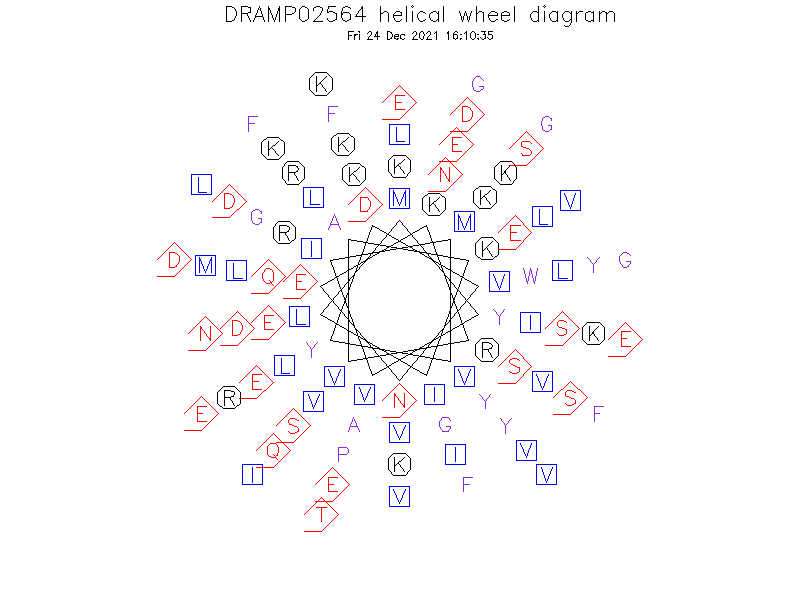 DRAMP02564 helical wheel diagram
Fri 24 Dec 2021 16:10:35
K G
E
F D
F G
L
K E
K S
K
R K N K
L
D L D M K K V
G A M L
R E
I K
D M Y G
L Q W L
E V
L Y
N D E I S K E
Y R
L S
E V V V
R V V N I Y S
E F
S A G Y
V
Q P I V
K
I V
E F
V
T